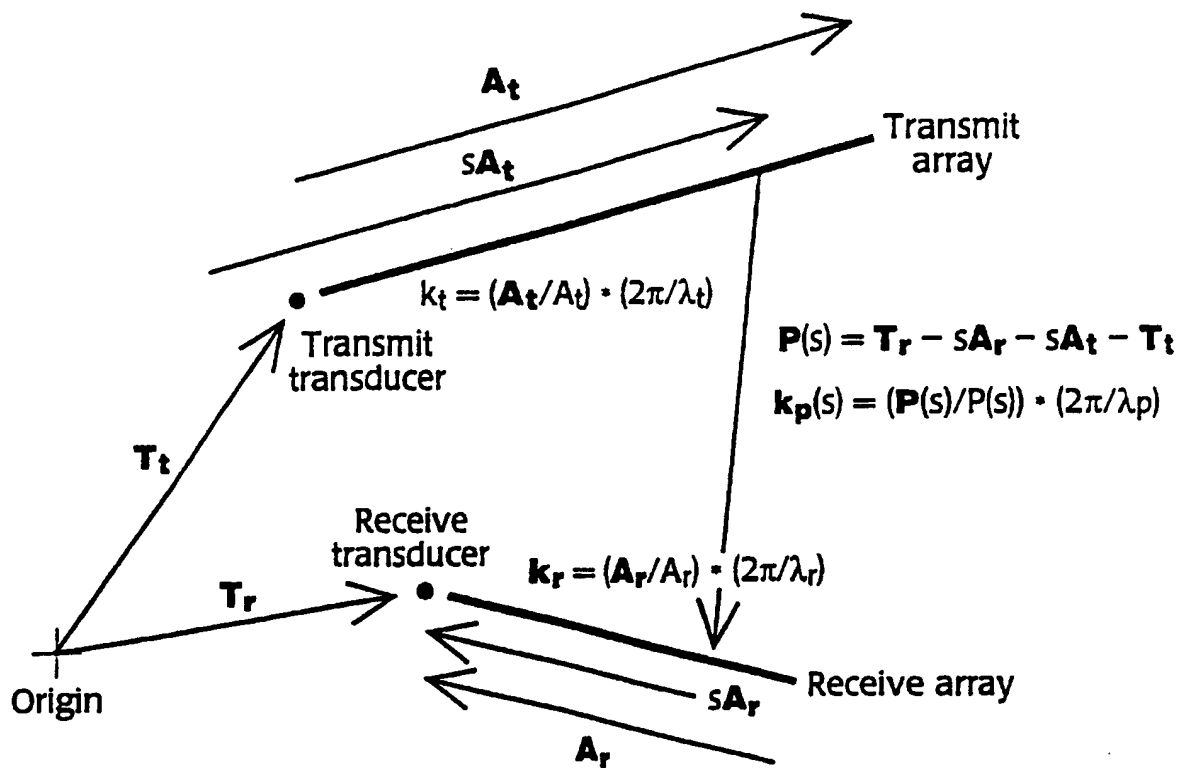 A_t
sA_t
Transmit
array
k_t = (A_t/A_t) • (2π/λ_t)
Transmit
transducer
P(s) = T_r – sA_r – sA_t – T_t
k_p(s) = (P(s)/P(s)) • (2π/λp)
T_t
Receive
transducer
k_r = (A_r/A_r) • (2π/λ_r)
T_r
Origin
sA_r
Receive array
A_r